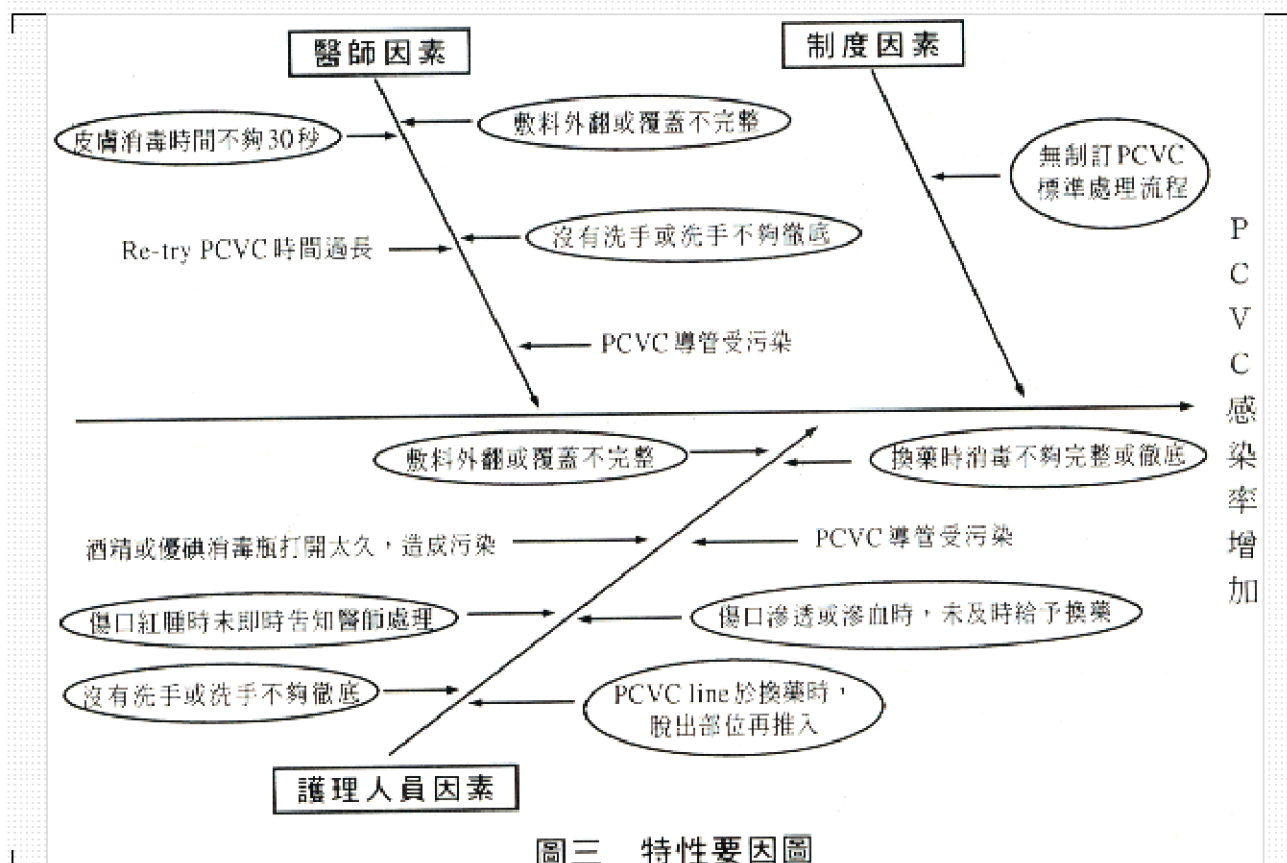 醫師因素
制度因素
皮膚消毒時間不夠30秒
敷料外翻或覆蓋不完整
無制訂PCVC
標準處理流程
Re-try PCVC時間過長
沒有洗手或洗手不夠徹底
PCVC導管受污染
PCVC感染率增加
敷料外翻或覆蓋不完整
換藥時消毒不夠完整或徹底
酒精或優碘消毒瓶打開太久,造成污染
PCVC導管受污染
傷口紅腫時未即時告知醫師處理
傷口滲透或滲血時,未及時給予換藥
沒有洗手或洗手不夠徹底
PCVC line於換藥時,
脫出部位再推入
護理人員因素
圖三 特性要因圖